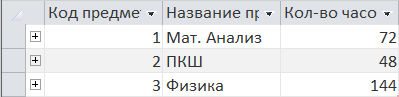 Код предме Название пр Кол-во часо
1 Мат. Анализ 72
2 ПКШ 48
3 Физика 144